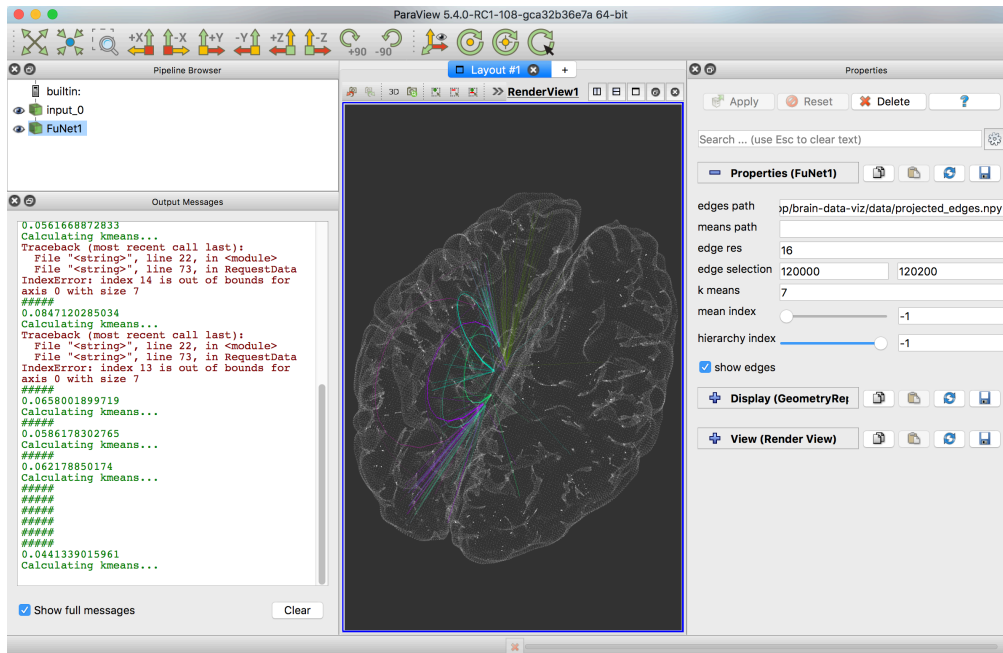 ParaView 5.4.0-RC1-108-gca32b36e7a 64-bit
+X -X +Y -Y +Z -Z +90 -90
Pipeline Browser
builtin:
input_0
FuNet1
Output Messages
0.0561668872833
Calculating kmeans...
Traceback (most recent call last):
File "<string>", line 22, in <module>
File "<string>", line 73, in RequestData
IndexError: index 14 is out of bounds for
axis 0 with size 7
#####
0.0847120285034
Calculating kmeans...
Traceback (most recent call last):
File "<string>", line 22, in <module>
File "<string>", line 73, in RequestData
IndexError: index 13 is out of bounds for
axis 0 with size 7
#####
0.0658001899719
Calculating kmeans...
#####
0.0586178302765
Calculating kmeans...
#####
0.062178850174
Calculating kmeans...
#####
#####
#####
#####
#####
#####
0.0441339015961
Calculating kmeans...
Show full messages
Clear
Layout #1
+
3D
RenderView1
Properties
Apply
Reset
Delete
?
Search ... (use Esc to clear text)
Properties (FuNet1)
edges path op/brain-data-viz/data/projected_edges.npy
means path
edge res 16
edge selection 120000 120200
k means 7
mean index -1
hierarchy index -1
show edges
Display (GeometryRep
View (Render View)